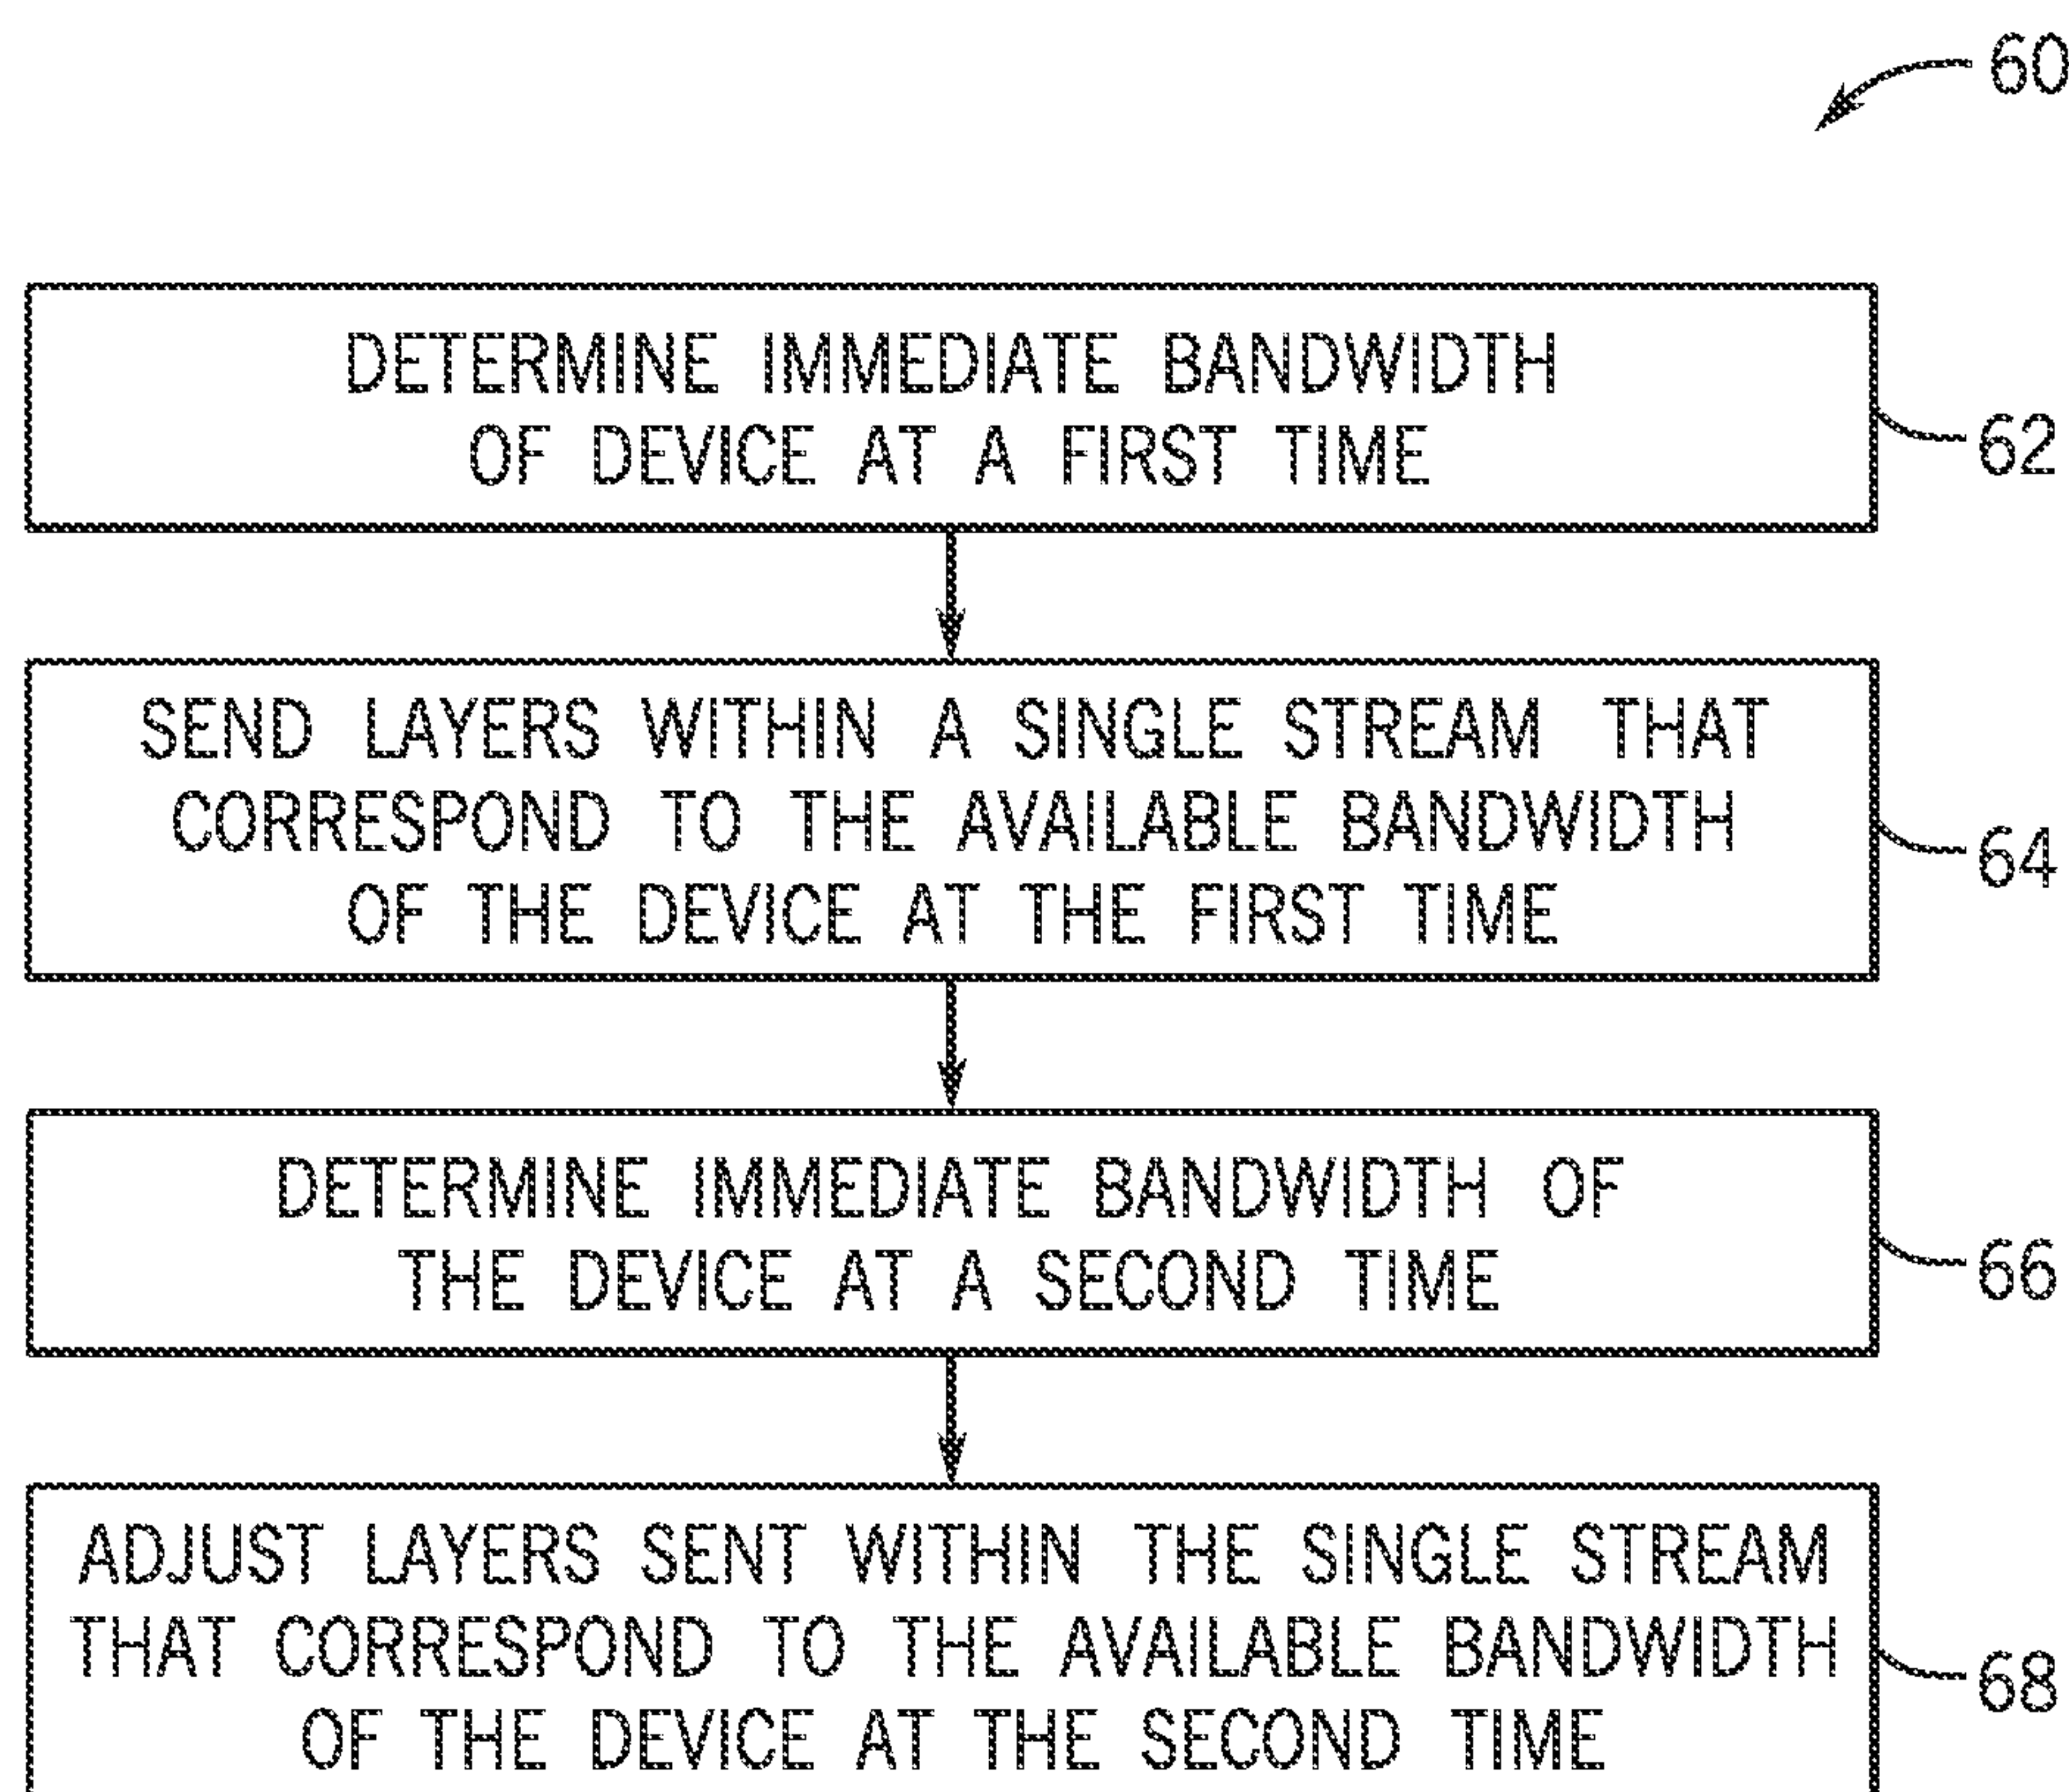 60
DETERMINE IMMEDIATE BANDWIDTH
OF DEVICE AT A FIRST TIME
62
SEND LAYERS WITHIN A SINGLE STREAM THAT
CORRESPOND TO THE AVAILABLE BANDWIDTH
OF THE DEVICE AT THE FIRST TIME
64
DETERMINE IMMEDIATE BANDWIDTH OF
THE DEVICE AT A SECOND TIME
66
ADJUST LAYERS SENT WITHIN THE SINGLE STREAM
THAT CORRESPOND TO THE AVAILABLE BANDWIDTH
OF THE DEVICE AT THE SECOND TIME
68